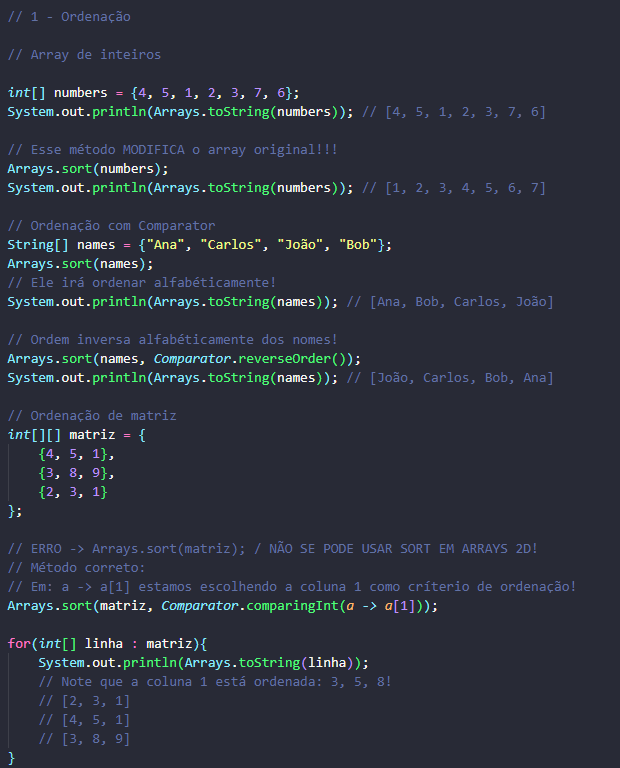 // 1 - Ordenação
// Array de inteiros
int[] numbers = {4, 5, 1, 2, 3, 7, 6};
System.out.println(Arrays.toString(numbers)); // [4, 5, 1, 2, 3, 7, 6]
// Esse método MODIFICA o array original!!!
Arrays.sort(numbers);
System.out.println(Arrays.toString(numbers)); // [1, 2, 3, 4, 5, 6, 7]
// Ordenação com Comparator
String[] names = {"Ana", "Carlos", "João", "Bob"};
Arrays.sort(names);
// Ele irá ordenar alfabéticamente!
System.out.println(Arrays.toString(names)); // [Ana, Bob, Carlos, João]
// Ordem inversa alfabéticamente dos nomes!
Arrays.sort(names, Comparator.reverseOrder());
System.out.println(Arrays.toString(names)); // [João, Carlos, Bob, Ana]
// Ordenação de matriz
int[][] matriz = {
    {4, 5, 1},
    {3, 8, 9},
    {2, 3, 1}
};
// ERRO -> Arrays.sort(matriz); / NÃO SE PODE USAR SORT EM ARRAYS 2D!
// Método correto:
// Em: a -> a[1] estamos escolhendo a coluna 1 como críterio de ordenação!
Arrays.sort(matriz, Comparator.comparingInt(a -> a[1]));
for(int[] linha : matriz){
    System.out.println(Arrays.toString(linha));
    // Note que a coluna 1 está ordenada: 3, 5, 8!
    // [2, 3, 1]
    // [4, 5, 1]
    // [3, 8, 9]
}